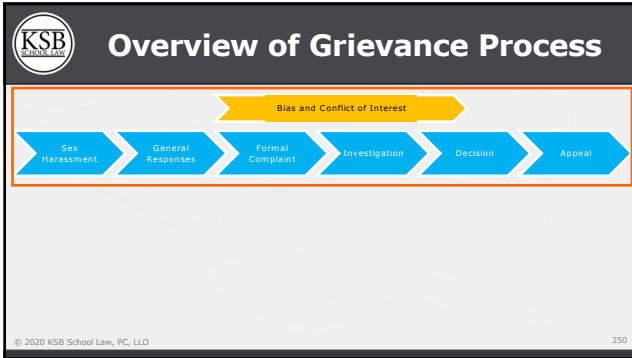 KSB
SCHOOL LAW
Overview of Grievance Process
Bias and Conflict of Interest
Sex
Harassment
General
Responses
Formal
Complaint
Investigation
Decision
Appeal
© 2020 KSB School Law, PC, LLO
250